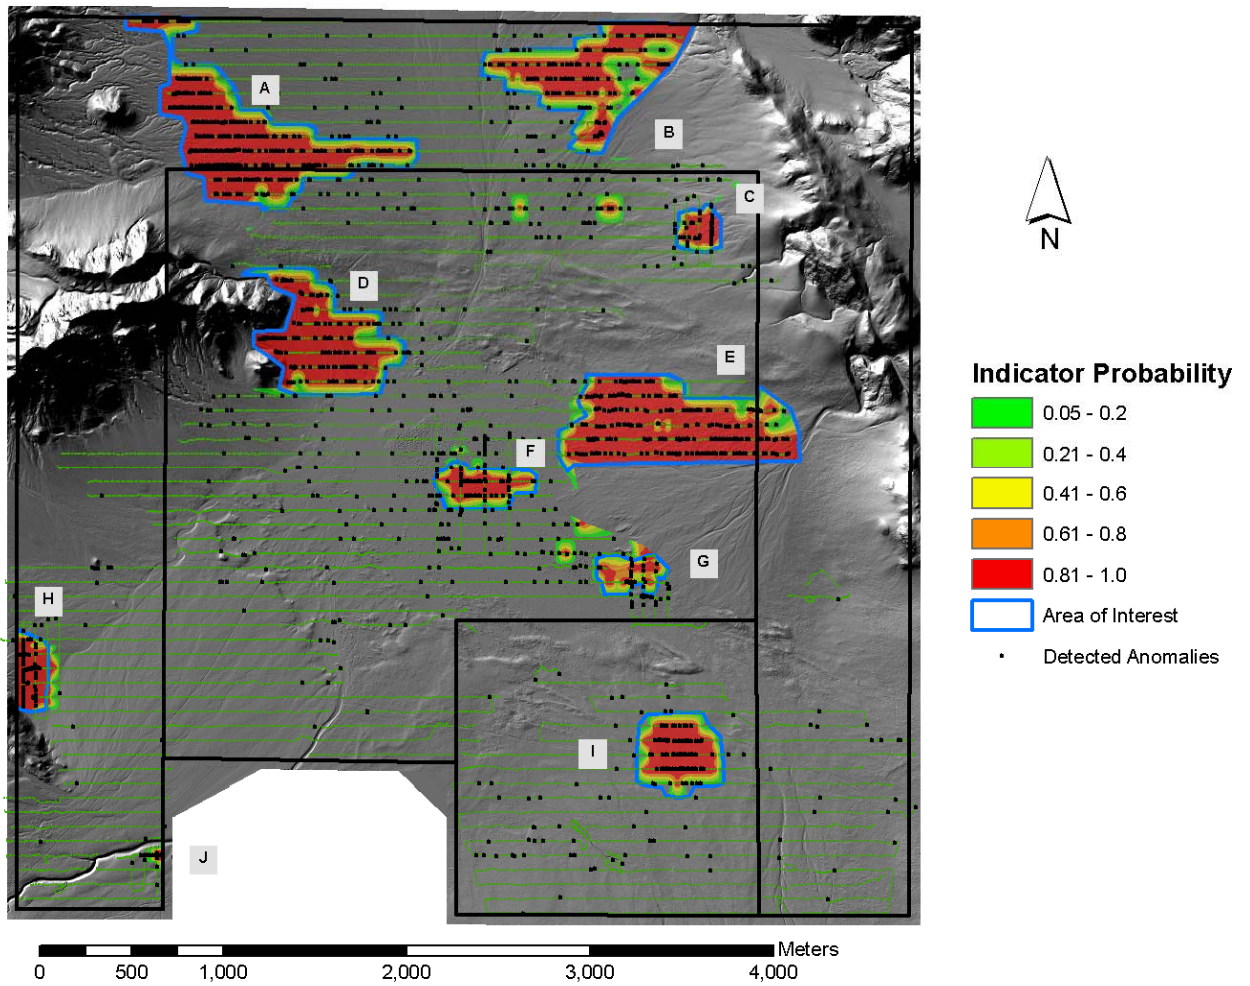 A
B
C
D
E
F
G
H
I
J
N
Indicator Probability
0.05 - 0.2
0.21 - 0.4
0.41 - 0.6
0.61 - 0.8
0.81 - 1.0
Area of Interest
Detected Anomalies
Meters
0 500 1,000 2,000 3,000 4,000